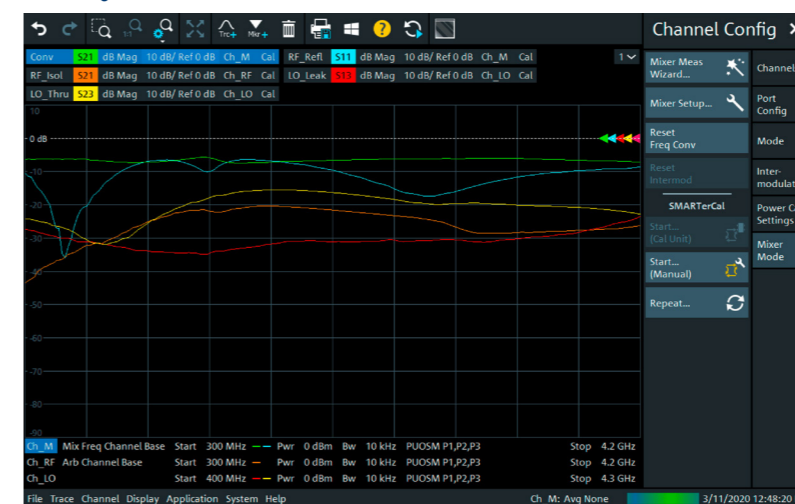 Trc+ Mkr+ ? Channel Config ×
Conv S21 dB Mag 10 dB/ Ref 0 dB Ch_M Cal RF_Refl S11 dB Mag 10 dB/ Ref 0 dB Ch_M Cal 1
RF_Isol S21 dB Mag 10 dB/ Ref 0 dB Ch_RF Cal LO_Leak S13 dB Mag 10 dB/ Ref 0 dB Ch_LO Cal
LO_Thru S23 dB Mag 10 dB/ Ref 0 dB Ch_LO Cal
10
0 dB
-10
-20
-30
-40
-50
-60
-70
-80
-90
Ch_M Mix Freq Channel Base Start 300 MHz Pwr 0 dBm Bw 10 kHz PUOSM P1,P2,P3 Stop 4.2 GHz
Ch_RF Arb Channel Base Start 300 MHz Pwr 0 dBm Bw 10 kHz PUOSM P1,P2,P3 Stop 4.2 GHz
Ch_LO Start 400 MHz Pwr 0 dBm Bw 10 kHz PUOSM P1,P2,P3 Stop 4.3 GHz
File Trace Channel Display Application System Help Ch M: Avg None 3/11/2020 12:48:20
Mixer Meas
Wizard...
Mixer Setup...
Reset
Freq Conv
Reset
Intermod
SMARTerCal
Start...
(Cal Unit)
Start...
(Manual)
Repeat...
Channel
Port
Config
Mode
Inter-
modulat
Power C
Settings
Mixer
Mode